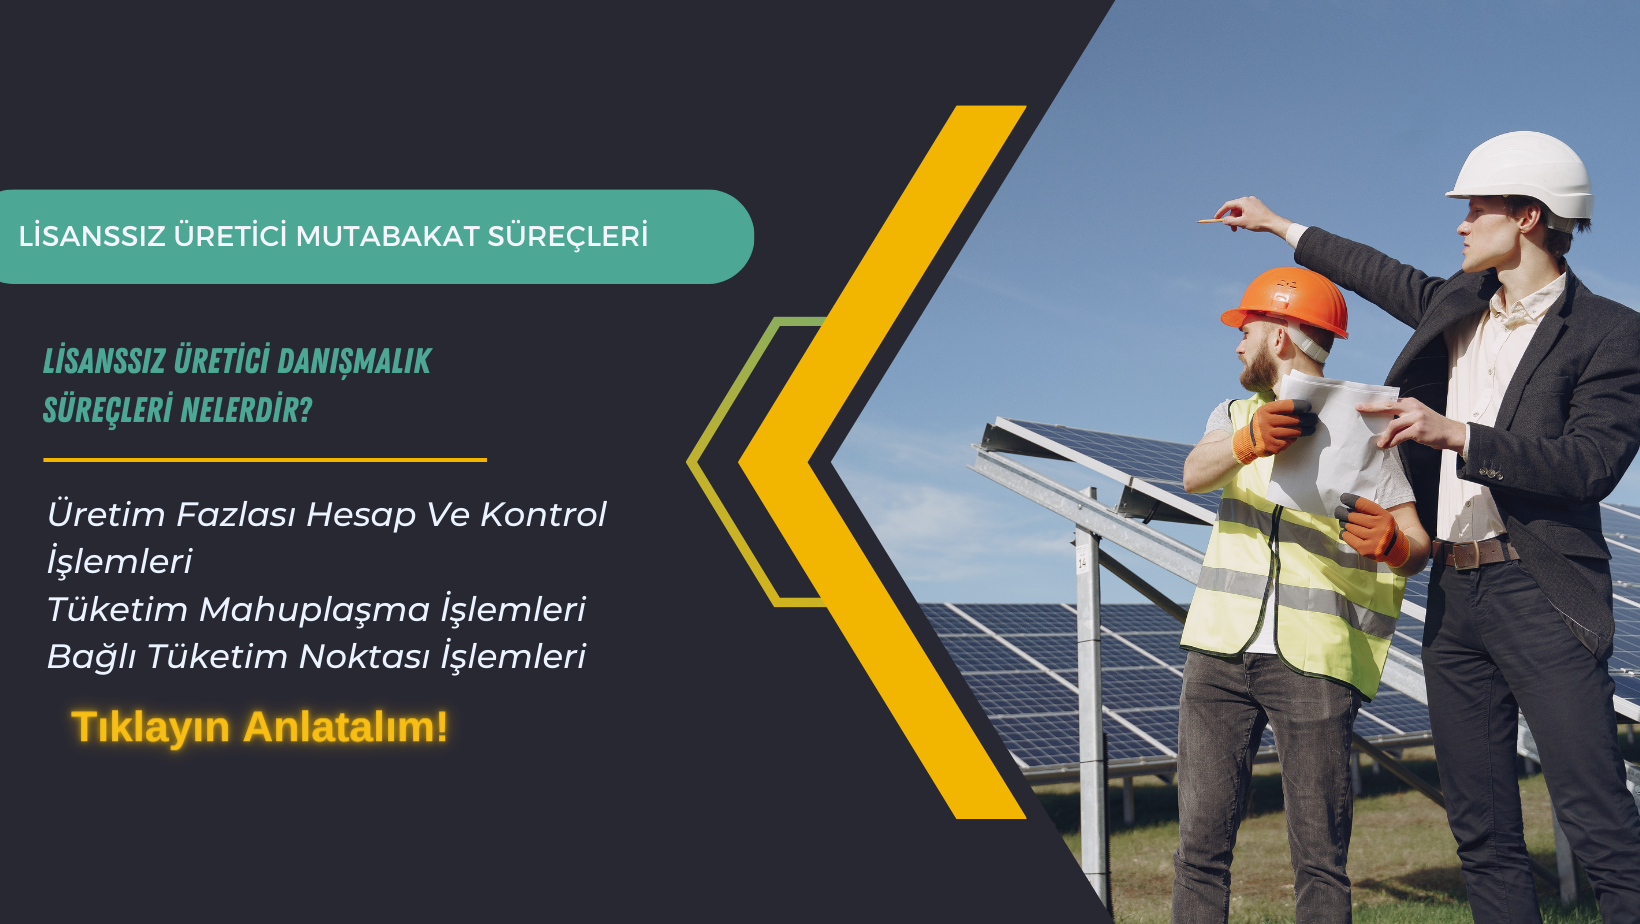 LİSANSSIZ ÜRETİCİ MUTABAKAT SÜREÇLERİ
LİSANSSIZ ÜRETİCİ DANIŞMALIK
SÜREÇLERİ NELERDİR?
Üretim Fazlası Hesap Ve Kontrol
İşlemleri
Tüketim Mahuplaşma İşlemleri
Bağlı Tüketim Noktası İşlemleri
Tıklayın Anlatalım!
14